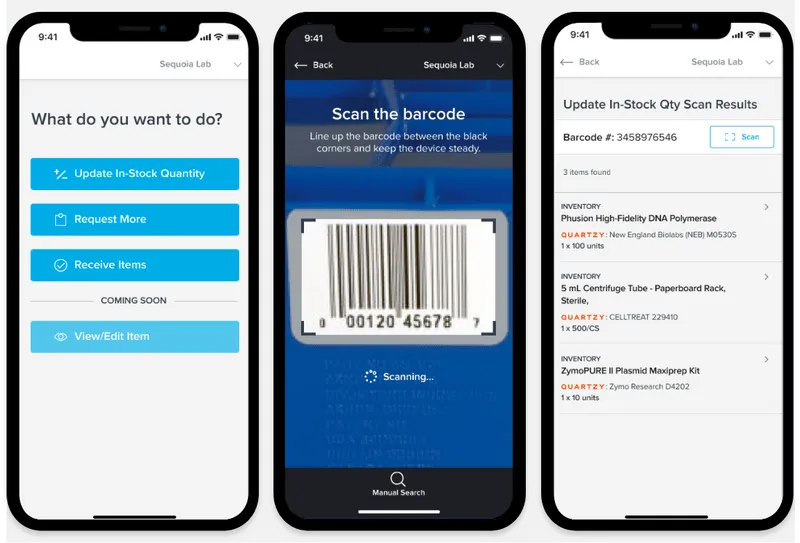 9:41
Sequoia Lab
What do you want to do?
Update In-Stock Quantity
Request More
Receive Items
COMING SOON
View/Edit Item
9:41
Back
Sequoia Lab
Scan the barcode
Line up the barcode between the black
corners and keep the device steady.
0 00120 45678 7
Scanning...
Manual Search
9:41
Back
Sequoia Lab
Update In-Stock Qty Scan Results
Barcode #: 3458976546
Scan
3 items found
INVENTORY
Phusion High-Fidelity DNA Polymerase
QUARTZY: New England Biolabs (NEB) M0530S
1 x 100 units
INVENTORY
5 mL Centrifuge Tube - Paperboard Rack,
Sterile,
QUARTZY: CELLTREAT 229410
1 x 500/CS
INVENTORY
ZymoPURE II Plasmid Maxiprep Kit
QUARTZY: Zymo Research D4202
1 x 10 units